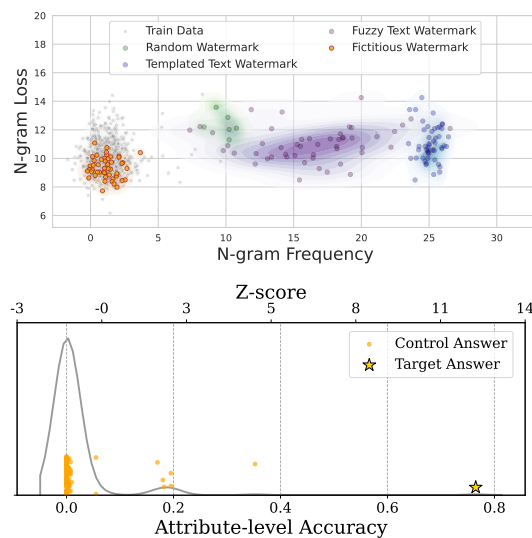 20
18
16
14
12
10
8
6
N-gram Loss
Train Data
Random Watermark
Templated Text Watermark
Fuzzy Text Watermark
Fictitious Watermark
0 5 10 15 20 25 30
N-gram Frequency
Z-score
-3 -0 3 5 8 11 14
Control Answer
Target Answer
0.0 0.2 0.4 0.6 0.8
Attribute-level Accuracy